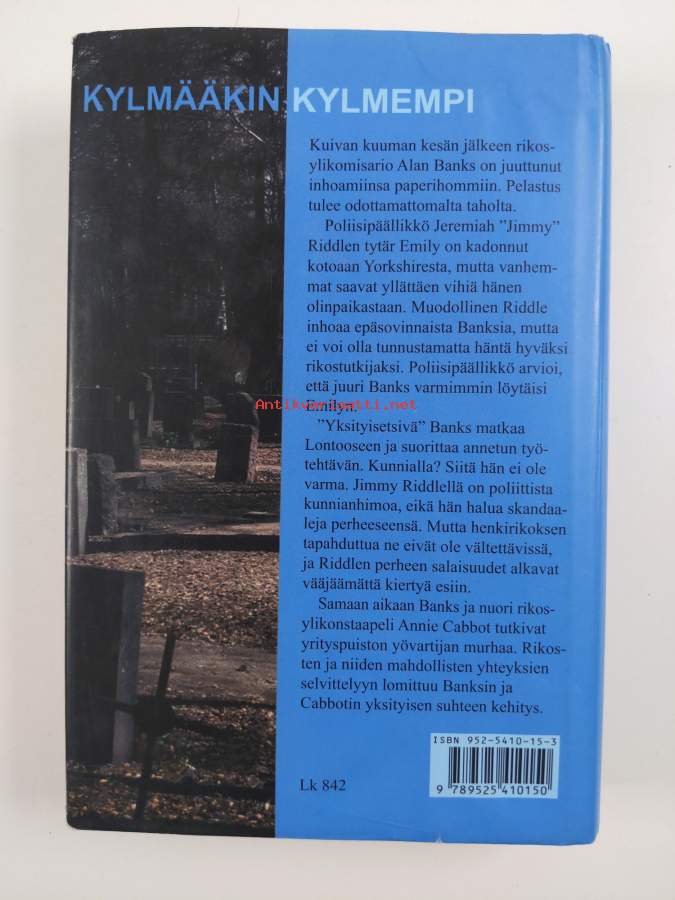 KYLMÄÄKIN KYLMEMPI
Kuivan kuuman kesän jälkeen rikos-
ylikomisario Alan Banks on juuttunut
inhoamiinsa paperihommiin. Pelastus
tulee odottamattomalta taholta.
Poliisipäällikkö Jeremiah ”Jimmy”
Riddlen tytär Emily on kadonnut
kotoaan Yorkshiresta, mutta vanhem-
mat saavat yllättäen vihiä hänen
olinpaikastaan. Muodollinen Riddle
inhoaa epäsovinnaista Banksia, mutta
ei voi olla tunnustamatta häntä hyväksi
rikostutkijaksi. Poliisipäällikkö arvioi,
että juuri Banks varmimmin löytäisi
Antikvariaatti.net
Emilyn.
”Yksityisetsivä” Banks matkaa
Lontooseen ja suorittaa annetun työ-
tehtävän. Kunnialla? Siitä hän ei ole
varma. Jimmy Riddlellä on poliittista
kunnianhimoa, eikä hän halua skandaa-
leja perheeseensä. Mutta henkirikoksen
tapahduttua ne eivät ole vältettävissä,
ja Riddlen perheen salaisuudet alkavat
vääjäämättä kiertyä esiin.
Samaan aikaan Banks ja nuori rikos-
ylikonstaapeli Annie Cabbot tutkivat
yrityspuiston yövartijan murhaa. Rikos-
ten ja niiden mahdollisten yhteyksien
selvittelyyn lomittuu Banksin ja
Cabbotin yksityisen suhteen kehitys.
ISBN 952-5410-15-3
Lk 842
9 789525 410150